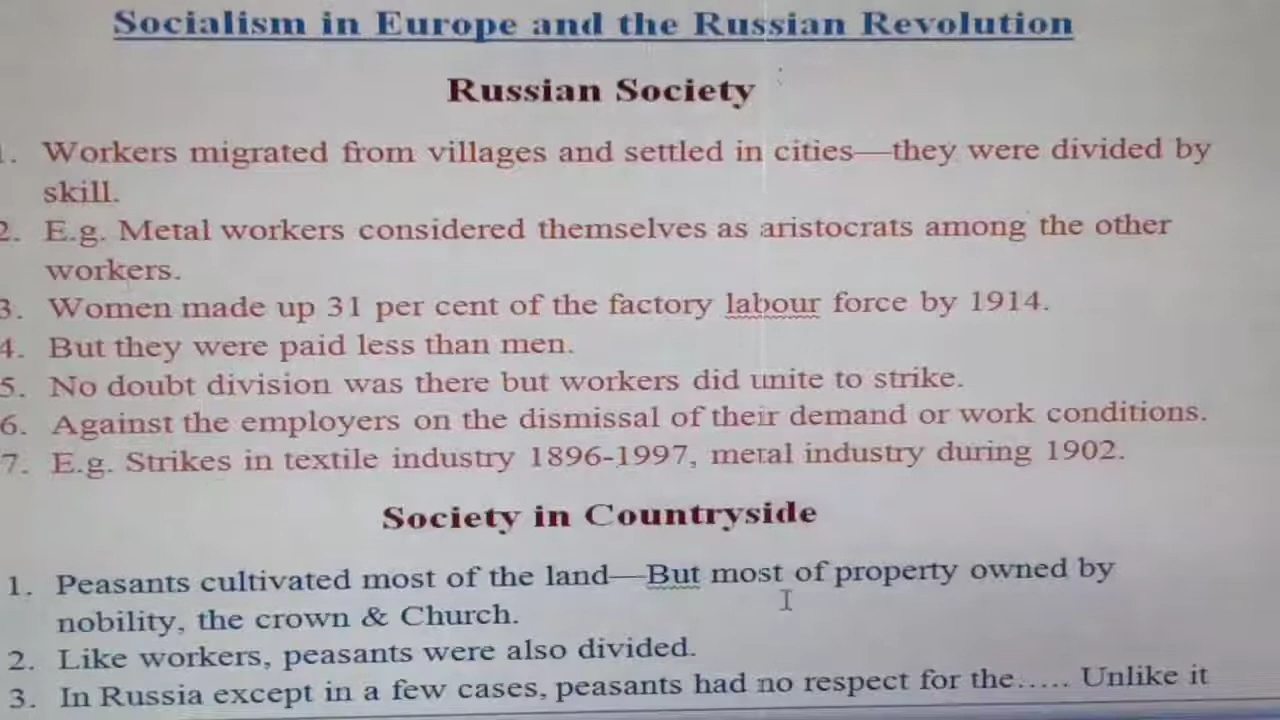 Socialism in Europe and the Russian Revolution
Russian Society
1. Workers migrated from villages and settled in cities—they were divided by
skill.
2. E.g. Metal workers considered themselves as aristocrats among the other
workers.
3. Women made up 31 per cent of the factory labour force by 1914.
4. But they were paid less than men.
5. No doubt division was there but workers did unite to strike.
6. Against the employers on the dismissal of their demand or work conditions.
7. E.g. Strikes in textile industry 1896-1997, metal industry during 1902.
Society in Countryside
1. Peasants cultivated most of the land—But most of property owned by
nobility, the crown & Church.
2. Like workers, peasants were also divided.
3. In Russia except in a few cases, peasants had no respect for the..... Unlike it